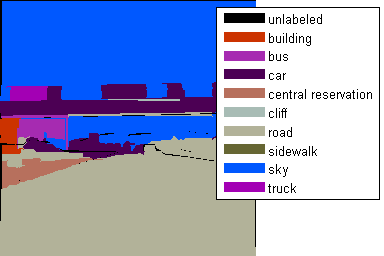 unlabeled
building
bus
car
central reservation
cliff
road
sidewalk
sky
truck